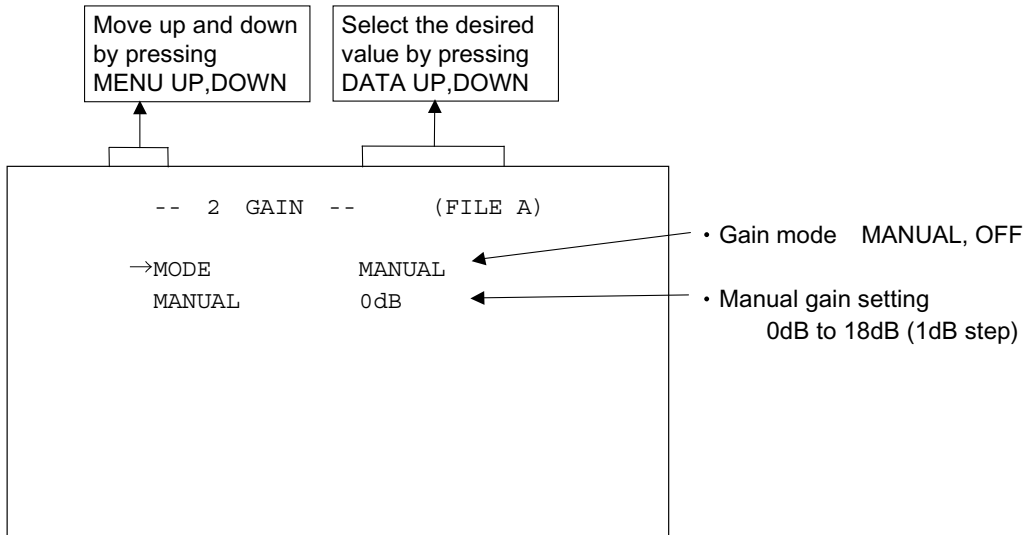 Move up and down
by pressing
MENU UP,DOWN
Select the desired
value by pressing
DATA UP,DOWN
-- 2 GAIN -- (FILE A)
→MODE MANUAL
MANUAL 0dB
・Gain mode MANUAL, OFF
・Manual gain setting
0dB to 18dB (1dB step)